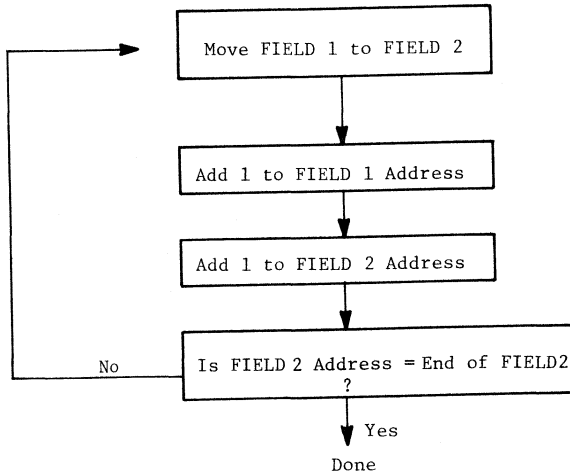 Move FIELD 1 to FIELD 2
Add 1 to FIELD 1 Address
Add 1 to FIELD 2 Address
Is FIELD 2 Address = End of FIELD2
?
No
Yes
Done